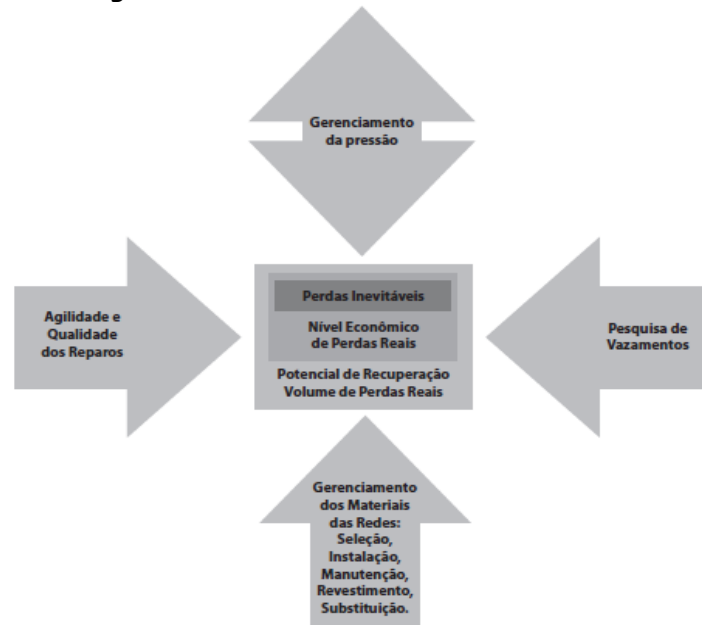 Gerenciamento
da pressão
Agilidade e
Qualidade
dos Reparos
Perdas Inevitáveis
Nível Econômico
de Perdas Reais
Potencial de Recuperação
Volume de Perdas Reais
Pesquisa de
Vazamentos
Gerenciamento
dos Materiais
das Redes:
Seleção,
Instalação,
Manutenção,
Revestimento,
Substituição.